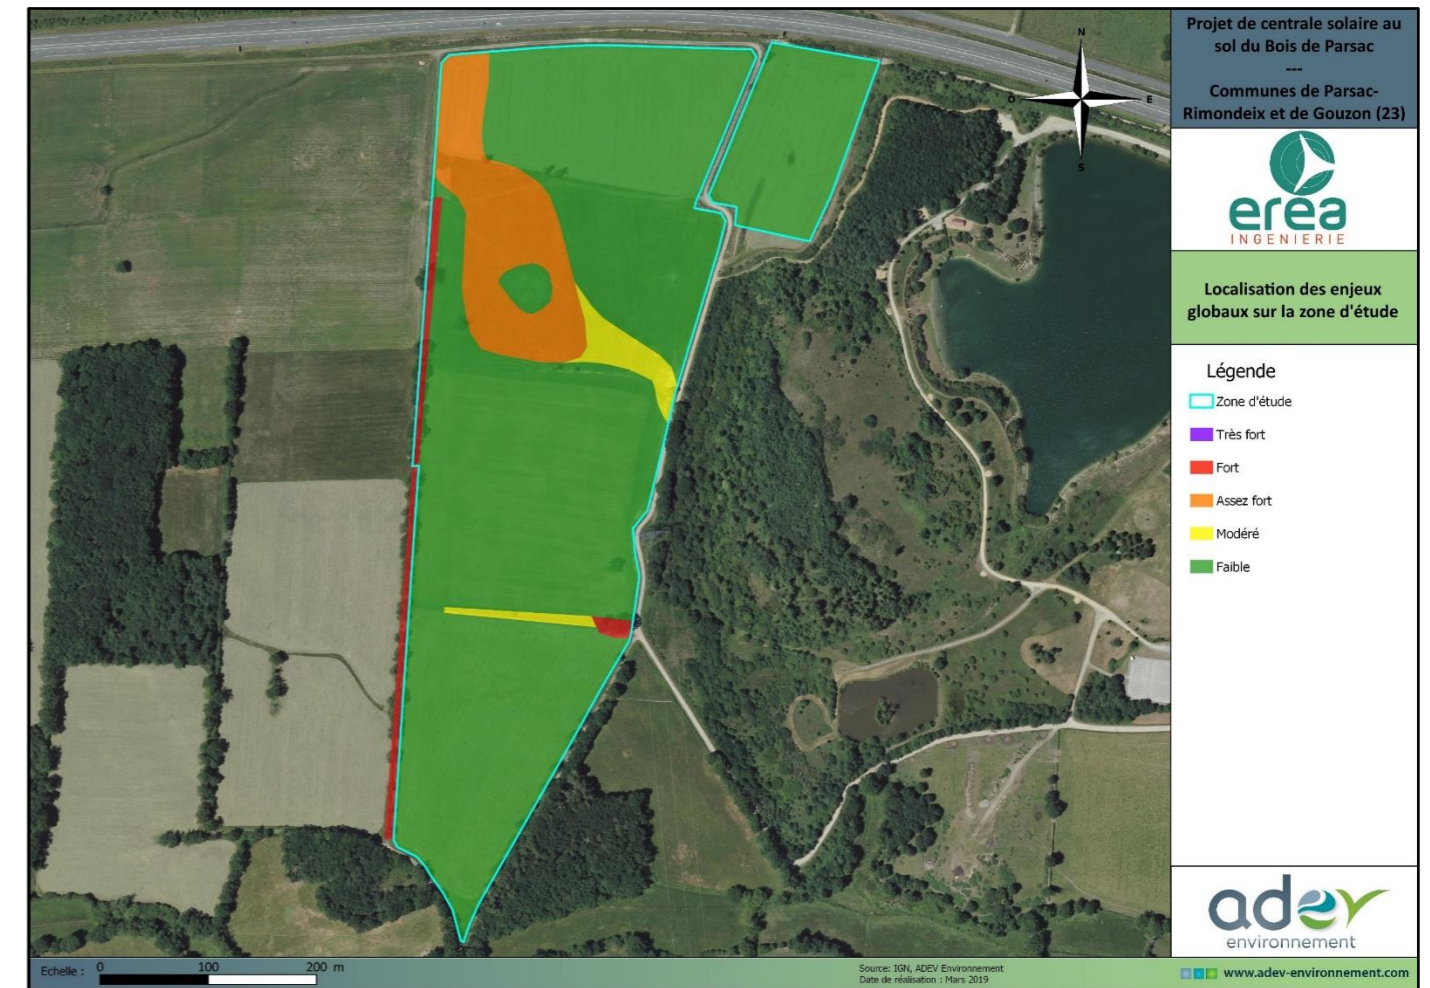 Projet de centrale solaire au
sol du Bois de Parsac
---
Communes de Parsac-
Rimondeix et de Gouzon (23)
N
O
E
S
erea
INGENIERIE
Localisation des enjeux
globaux sur la zone d'étude
Légende
Zone d'étude
Très fort
Fort
Assez fort
Modéré
Faible
adev
environnement
Echelle : 0 100 200 m
Source: IGN, ADEV Environnement
Date de réalisation : Mars 2019
www.adev-environnement.com